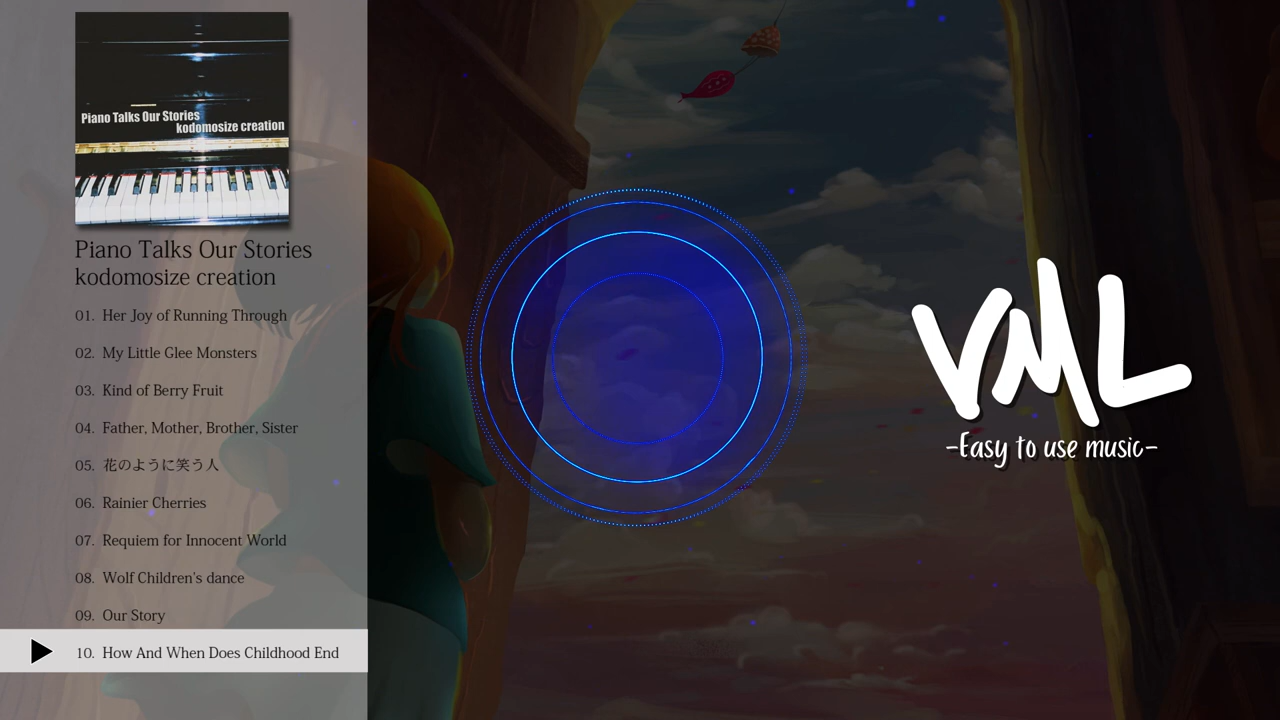 Piano Talks Our Stories
kodomosize creation
Piano Talks Our Stories
kodomosize creation
01. Her Joy of Running Through
02. My Little Glee Monsters
03. Kind of Berry Fruit
04. Father, Mother, Brother, Sister
05. 花のように笑う人
06. Rainier Cherries
07. Requiem for Innocent World
08. Wolf Children's dance
09. Our Story
10. How And When Does Childhood End
VML
-Easy to use music-